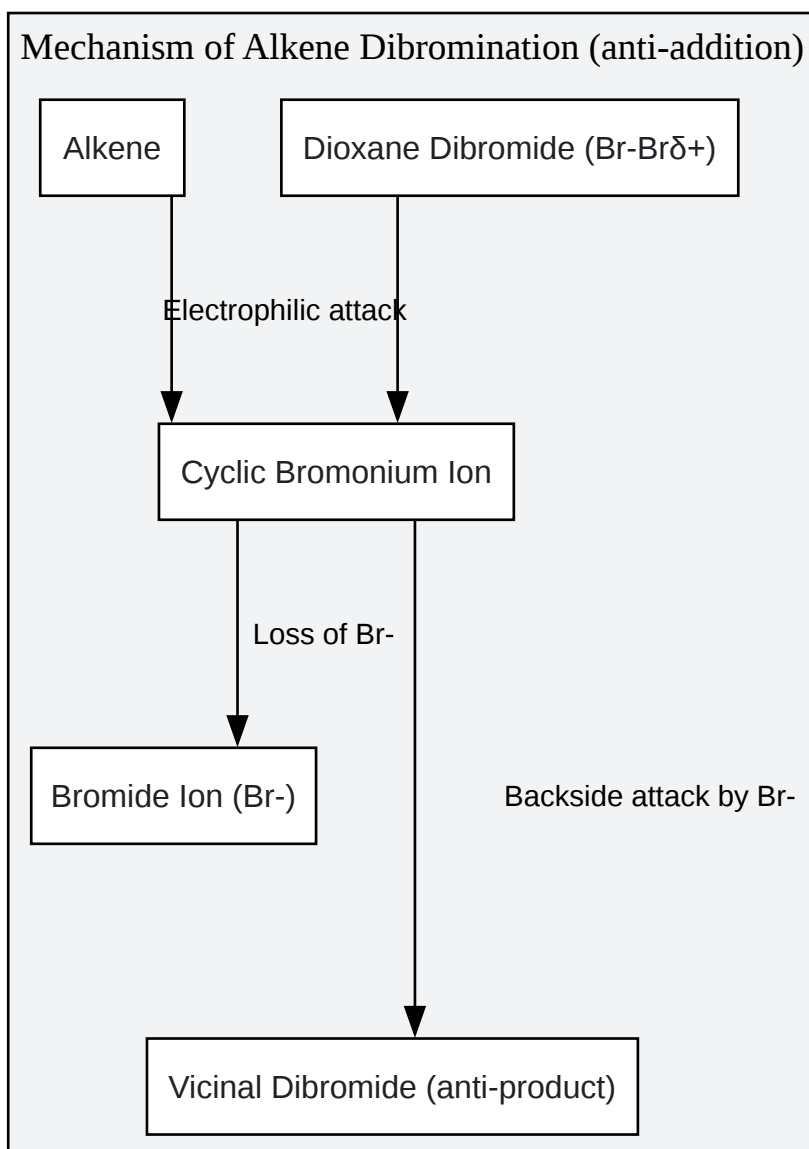 Mechanism of Alkene Dibromination (anti-addition)
Alkene
Dioxane Dibromide (Br-Brδ+)
Electrophilic attack
Cyclic Bromonium Ion
Loss of Br-
Bromide Ion (Br-)
Backside attack by Br-
Vicinal Dibromide (anti-product)